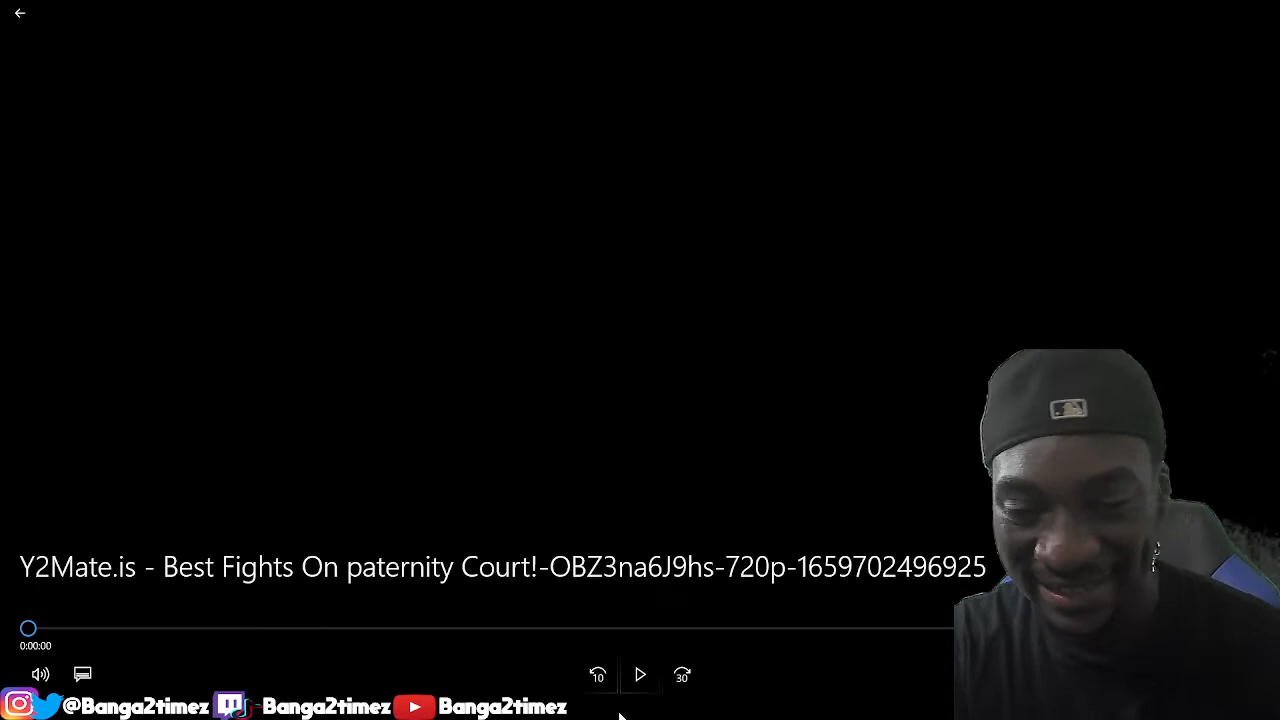 Y2Mate.is - Best Fights On paternity Court!-OBZ3na6J9hs-720p-1659702496925
0:00:00
10
30
@Banga2timez Banga2timez Banga2timez